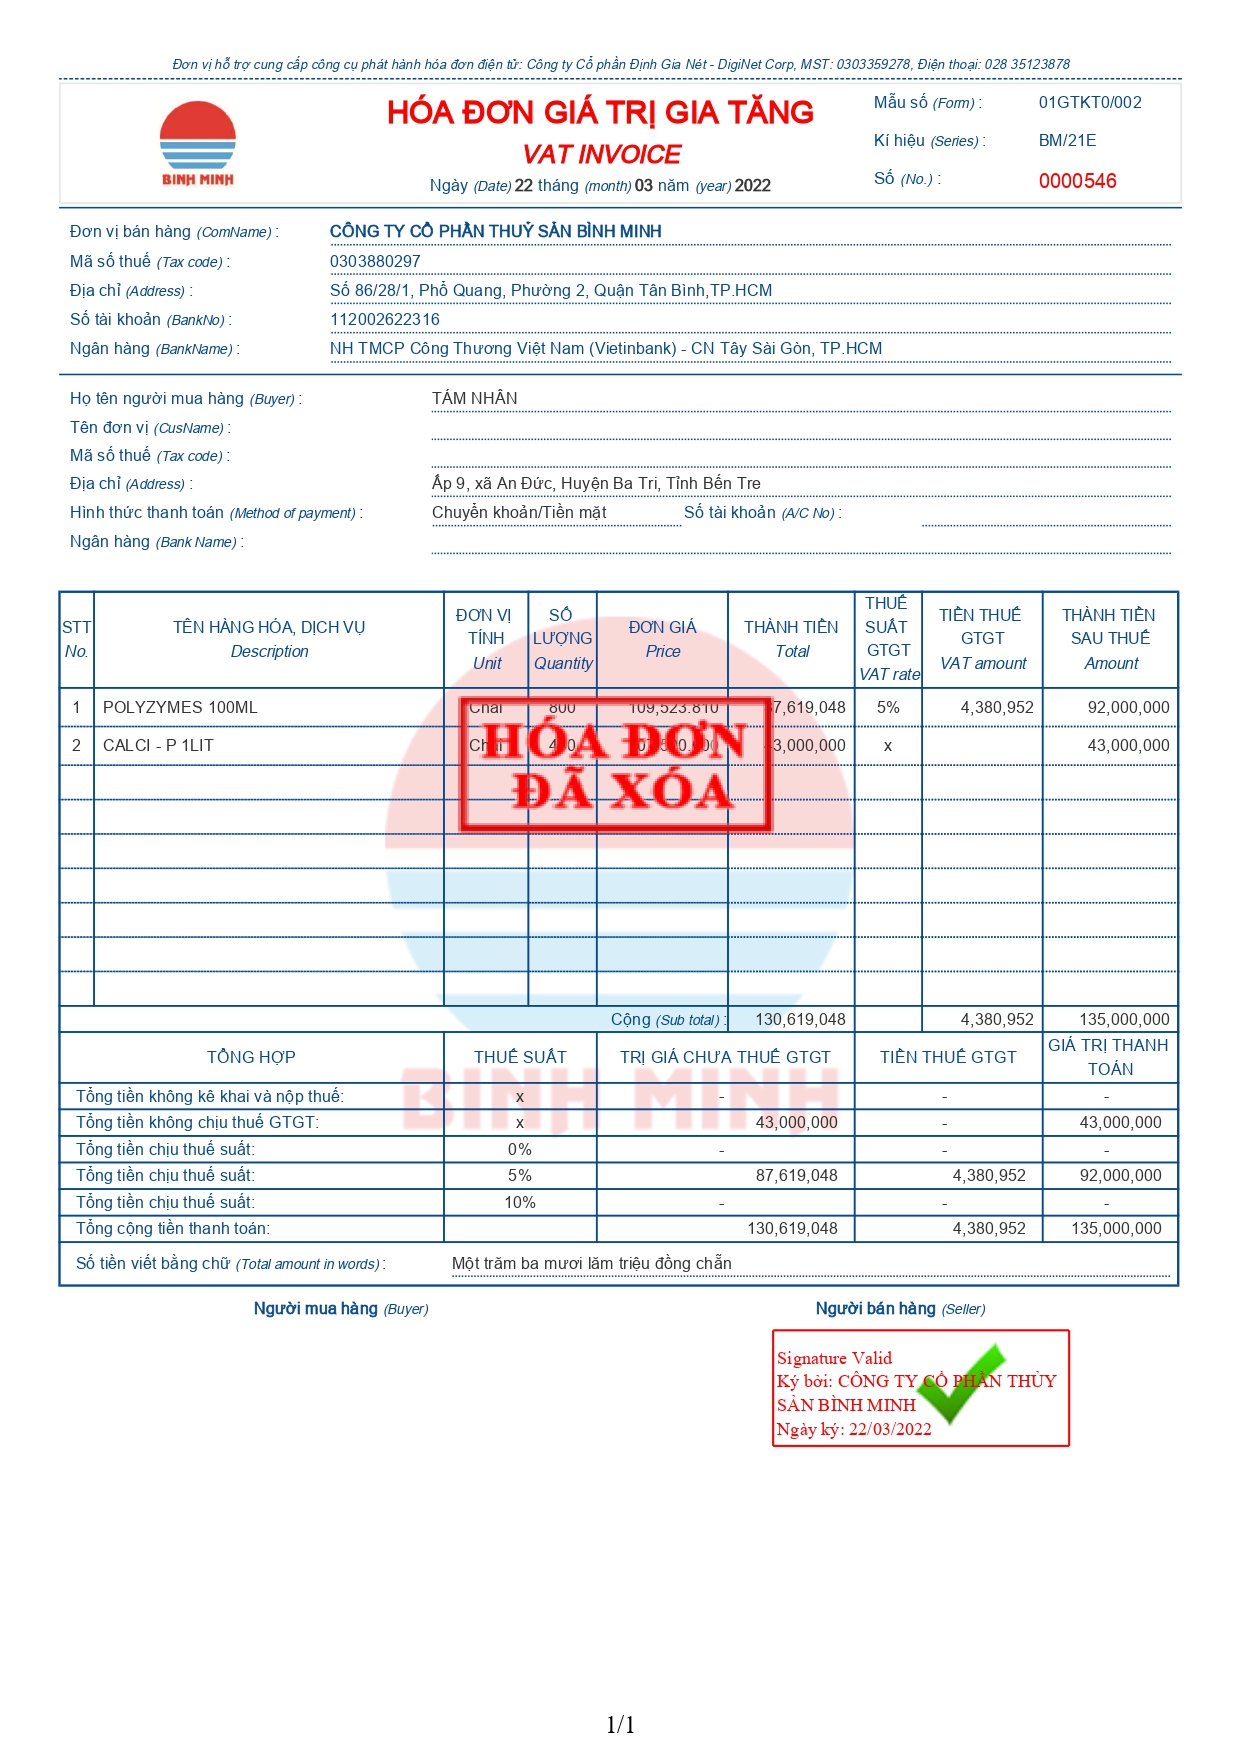 Đơn vị hỗ trợ cung cấp công cụ phát hành hóa đơn điện tử: Công ty Cổ phần Định Gia Nét - DigiNet Corp, MST: 0303359278, Điện thoại: 028 35123878
BINH MINH
HÓA ĐƠN GIÁ TRỊ GIA TĂNG
VAT INVOICE
Ngày (Date) 22 tháng (month) 03 năm (year) 2022
Mẫu số (Form) : 01GTKT0/002
Kí hiệu (Series) : BM/21E
Số (No.) : 0000546
Đơn vị bán hàng (ComName) : CÔNG TY CỔ PHẦN THUỶ SẢN BÌNH MINH
Mã số thuế (Tax code) : 0303880297
Địa chỉ (Address) : Số 86/28/1, Phổ Quang, Phường 2, Quận Tân Bình,TP.HCM
Số tài khoản (BankNo) : 112002622316
Ngân hàng (BankName) : NH TMCP Công Thương Việt Nam (Vietinbank) - CN Tây Sài Gòn, TP.HCM
Họ tên người mua hàng (Buyer) : TÁM NHÂN
Tên đơn vị (CusName) :
Mã số thuế (Tax code) :
Địa chỉ (Address) : Ấp 9, xã An Đức, Huyện Ba Tri, Tỉnh Bến Tre
Hình thức thanh toán (Method of payment) : Chuyển khoản/Tiền mặt Số tài khoản (A/C No) :
Ngân hàng (Bank Name) :
STT No. TÊN HÀNG HÓA, DỊCH VỤ Description ĐƠN VỊ TÍNH Unit SỐ LƯỢNG Quantity ĐƠN GIÁ Price THÀNH TIỀN Total THUẾ SUẤT GTGT VAT rate TIỀN THUẾ GTGT VAT amount THÀNH TIỀN SAU THUẾ Amount
1 POLYZYMES 100ML Chai 800 109,523.810 87,619,048 5% 4,380,952 92,000,000
2 CALCI - P 1LIT Chai 43,000,000 x 43,000,000
HÓA ĐƠN
ĐÃ XÓA
Cộng (Sub total) : 130,619,048 4,380,952 135,000,000
TỔNG HỢP THUẾ SUẤT TRỊ GIÁ CHƯA THUẾ GTGT TIỀN THUẾ GTGT GIÁ TRỊ THANH TOÁN
BINH MINH
Tổng tiền không kê khai và nộp thuế: x - - -
Tổng tiền không chịu thuế GTGT: x 43,000,000 - 43,000,000
Tổng tiền chịu thuế suất: 0% - - -
Tổng tiền chịu thuế suất: 5% 87,619,048 4,380,952 92,000,000
Tổng tiền chịu thuế suất: 10% - - -
Tổng cộng tiền thanh toán: 130,619,048 4,380,952 135,000,000
Số tiền viết bằng chữ (Total amount in words) : Một trăm ba mươi lăm triệu đồng chẵn
Người mua hàng (Buyer) Người bán hàng (Seller)
Signature Valid
Ký bởi: CÔNG TY CỔ PHẦN THỦY
SẢN BÌNH MINH
Ngày ký: 22/03/2022
1/1